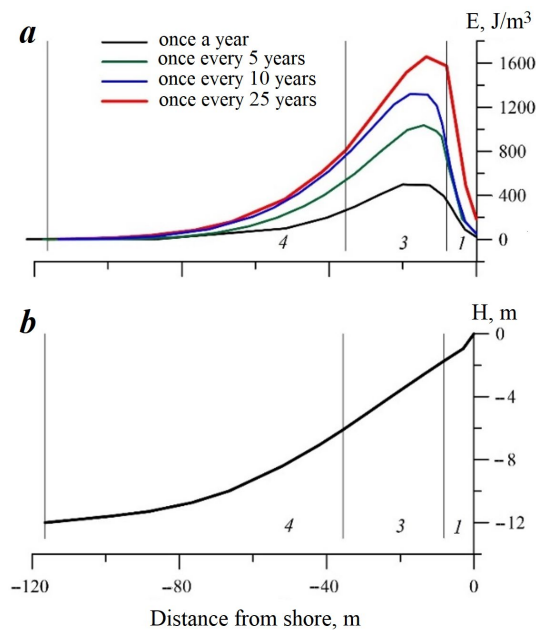 a
E, J/m³
once a year
once every 5 years
once every 10 years
once every 25 years
1600
1200
800
400
0
4
3
1
b
H, m
0
−4
−8
−12
4
3
1
−120
−80
−40
0
Distance from shore, m